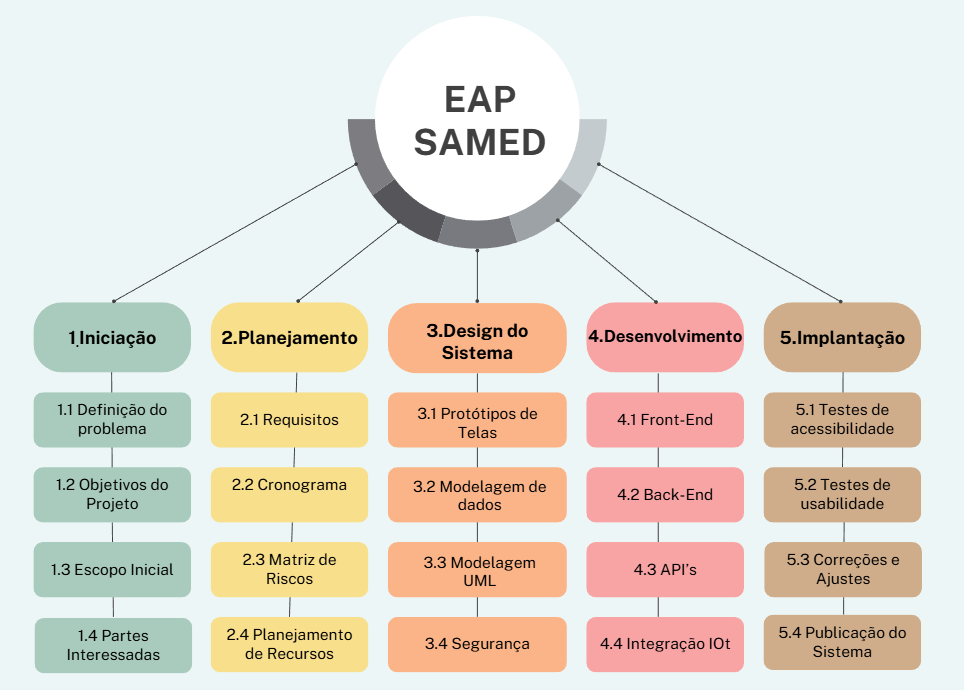 EAP
SAMED
1.Iniciação
2.Planejamento
3.Design do
Sistema
4.Desenvolvimento
5.Implantação
1.1 Definição do
problema
1.2 Objetivos do
Projeto
1.3 Escopo Inicial
1.4 Partes
Interessadas
2.1 Requisitos
2.2 Cronograma
2.3 Matriz de
Riscos
2.4 Planejamento
de Recursos
3.1 Protótipos de
Telas
3.2 Modelagem de
dados
3.3 Modelagem
UML
3.4 Segurança
4.1 Front-End
4.2 Back-End
4.3 API's
4.4 Integração IOt
5.1 Testes de
acessibilidade
5.2 Testes de
usabilidade
5.3 Correções e
Ajustes
5.4 Publicação do
Sistema